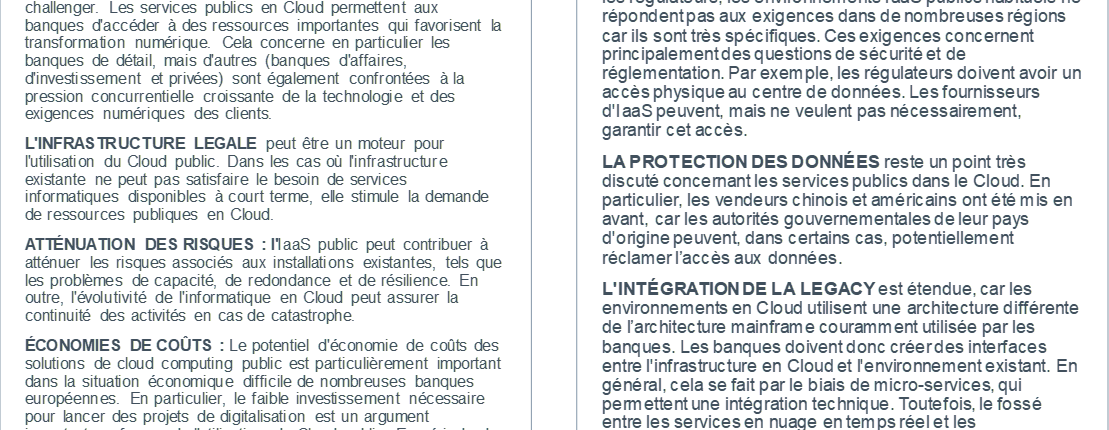 challenger. Les services publics en Cloud permettent aux
banques d'accéder à des ressources importantes qui favorisent la
transformation numérique. Cela concerne en particulier les
banques de détail, mais d'autres (banques d'affaires,
d'investissement et privées) sont également confrontées à la
pression concurrentielle croissante de la technologie et des
exigences numériques des clients.
L'INFRASTRUCTURE LEGALE peut être un moteur pour
l'utilisation du Cloud public. Dans les cas où l'infrastructure
existante ne peut pas satisfaire le besoin de services
informatiques disponibles à court terme, elle stimule la demande
de ressources publiques en Cloud.
ATTÉNUATION DES RISQUES : l'IaaS public peut contribuer à
atténuer les risques associés aux installations existantes, tels que
les problèmes de capacité, de redondance et de résilience. En
outre, l'évolutivité de l'informatique en Cloud peut assurer la
continuité des activités en cas de catastrophe.
ÉCONOMIES DE COÛTS : Le potentiel d'économie de coûts des
solutions de cloud computing public est particulièrement important
dans la situation économique difficile de nombreuses banques
européennes. En particulier, le faible investissement nécessaire
pour lancer des projets de digitalisation est un argument
les régulateurs, les environnements IaaS publics habituels ne
répondent pas aux exigences dans de nombreuses régions
car ils sont très spécifiques. Ces exigences concernent
principalement des questions de sécurité et de
réglementation. Par exemple, les régulateurs doivent avoir un
accès physique au centre de données. Les fournisseurs
d'IaaS peuvent, mais ne veulent pas nécessairement,
garantir cet accès.
LA PROTECTION DES DONNÉES reste un point très
discuté concernant les services publics dans le Cloud. En
particulier, les vendeurs chinois et américains ont été mis en
avant, car les autorités gouvernementales de leur pays
d'origine peuvent, dans certains cas, potentiellement
réclamer l'accès aux données.
L'INTÉGRATION DE LA LEGACY est étendue, car les
environnements en Cloud utilisent une architecture différente
de l'architecture mainframe couramment utilisée par les
banques. Les banques doivent donc créer des interfaces
entre l'infrastructure en Cloud et l'environnement existant. En
général, cela se fait par le biais de micro-services, qui
permettent une intégration technique. Toutefois, le fossé
entre les services en nuage en temps réel et les